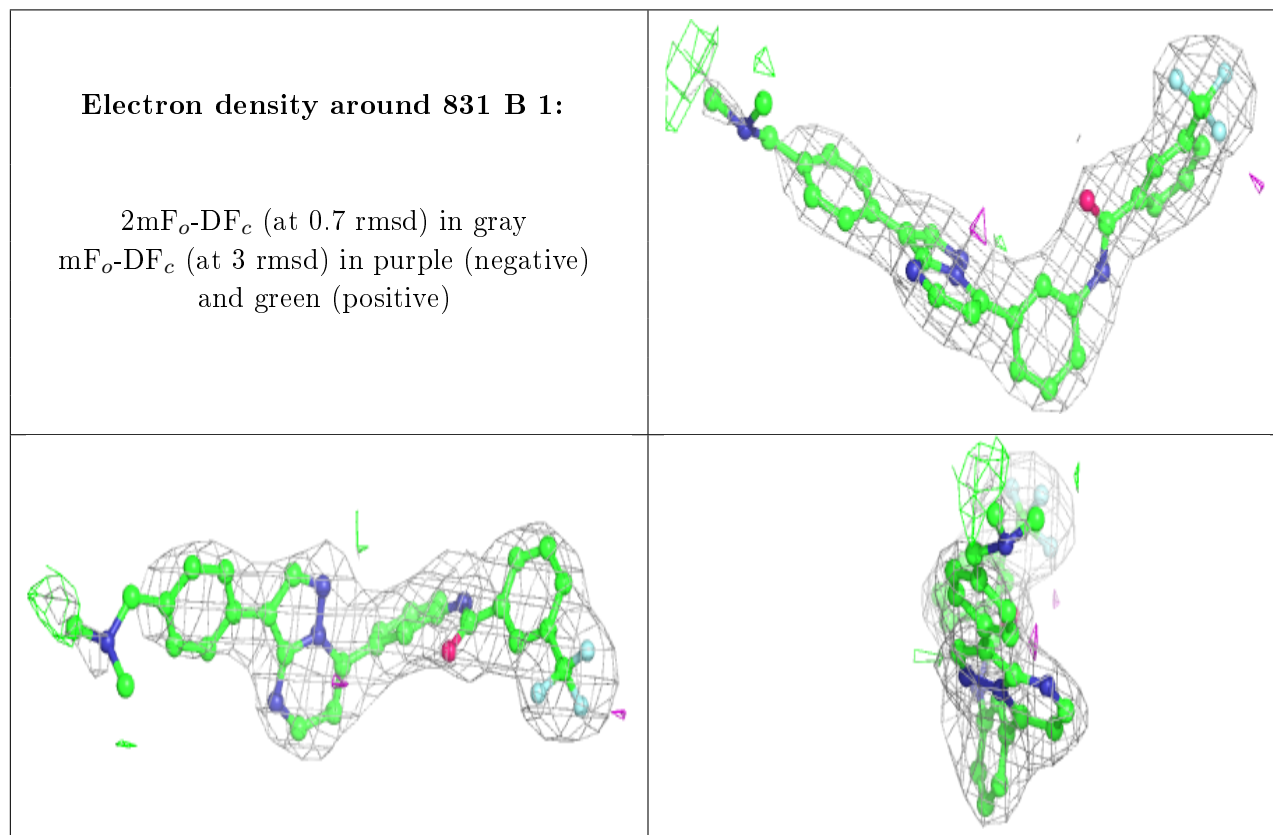 Electron density around 831 B 1:
2mFo-DFc (at 0.7 rmsd) in gray
mFo-DFc (at 3 rmsd) in purple (negative)
and green (positive)